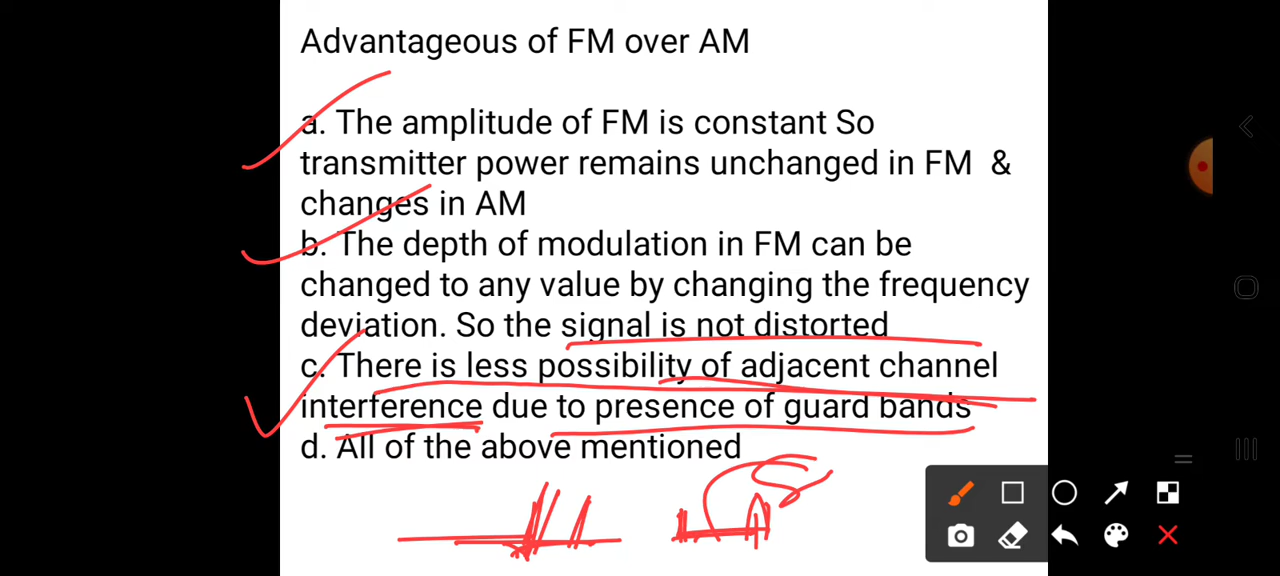 Advantageous of FM over AM
a. The amplitude of FM is constant So
transmitter power remains unchanged in FM &
changes in AM
b. The depth of modulation in FM can be
changed to any value by changing the frequency
deviation. So the signal is not distorted
c. There is less possibility of adjacent channel
interference due to presence of guard bands
d. All of the above mentioned